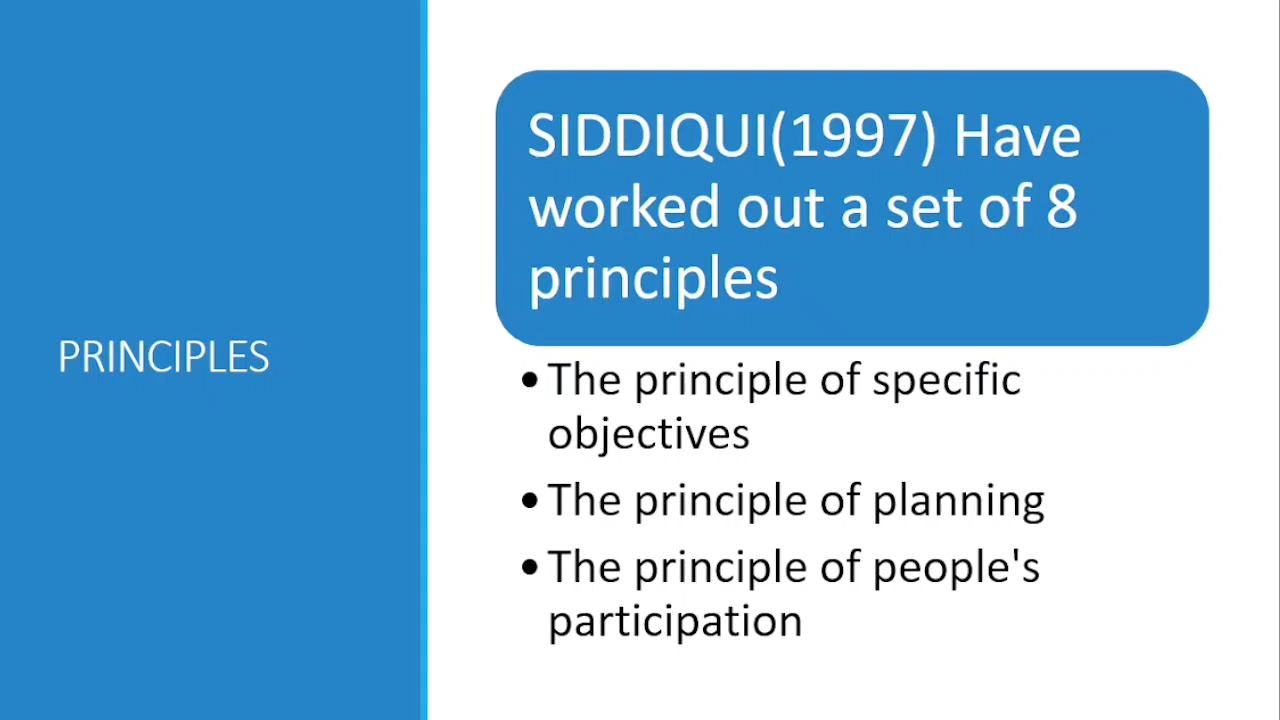 PRINCIPLES
SIDDIQUI(1997) Have
worked out a set of 8
principles
•The principle of specific
objectives
•The principle of planning
•The principle of people's
participation